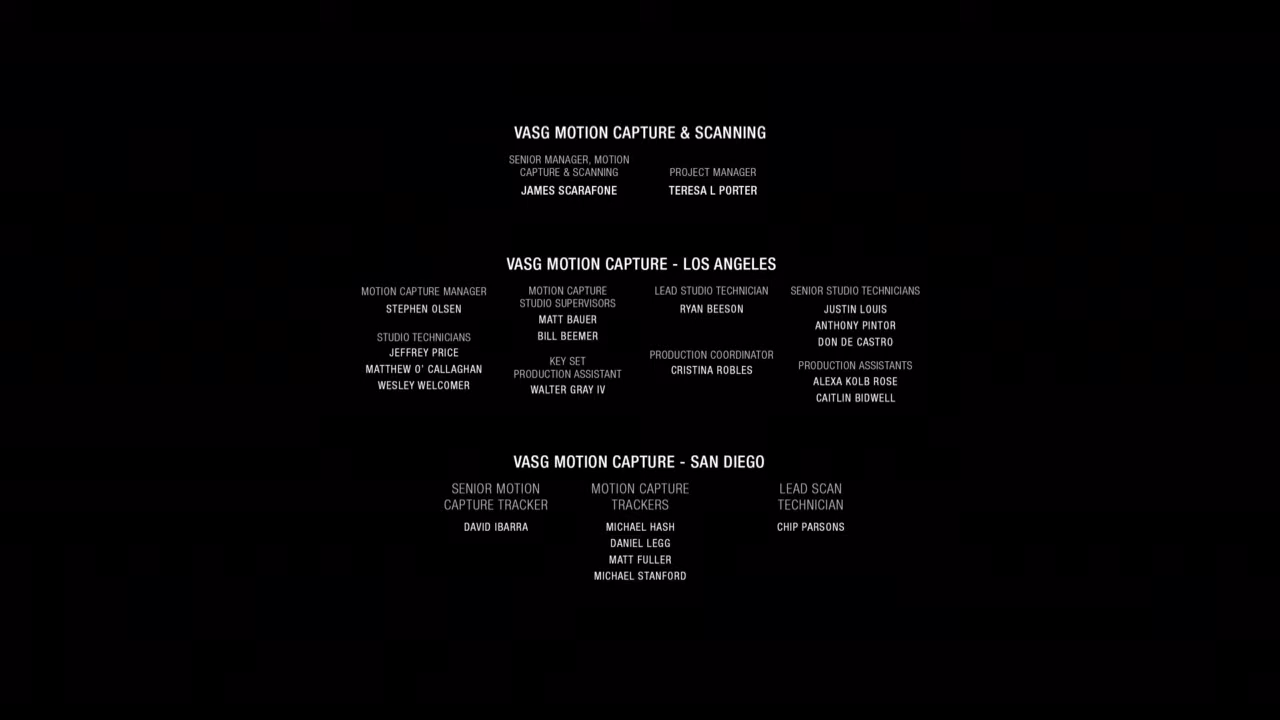 VASG MOTION CAPTURE & SCANNING
SENIOR MANAGER, MOTION
CAPTURE & SCANNING
JAMES SCARAFONE
PROJECT MANAGER
TERESA L PORTER
VASG MOTION CAPTURE - LOS ANGELES
MOTION CAPTURE MANAGER
STEPHEN OLSEN
STUDIO TECHNICIANS
JEFFREY PRICE
MATTHEW O' CALLAGHAN
WESLEY WELCOMER
MOTION CAPTURE
STUDIO SUPERVISORS
MATT BAUER
BILL BEEMER
KEY SET
PRODUCTION ASSISTANT
WALTER GRAY IV
LEAD STUDIO TECHNICIAN
RYAN BEESON
PRODUCTION COORDINATOR
CRISTINA ROBLES
SENIOR STUDIO TECHNICIANS
JUSTIN LOUIS
ANTHONY PINTOR
DON DE CASTRO
PRODUCTION ASSISTANTS
ALEXA KOLB ROSE
CAITLIN BIDWELL
VASG MOTION CAPTURE - SAN DIEGO
SENIOR MOTION
CAPTURE TRACKER
DAVID IBARRA
MOTION CAPTURE
TRACKERS
MICHAEL HASH
DANIEL LEGG
MATT FULLER
MICHAEL STANFORD
LEAD SCAN
TECHNICIAN
CHIP PARSONS